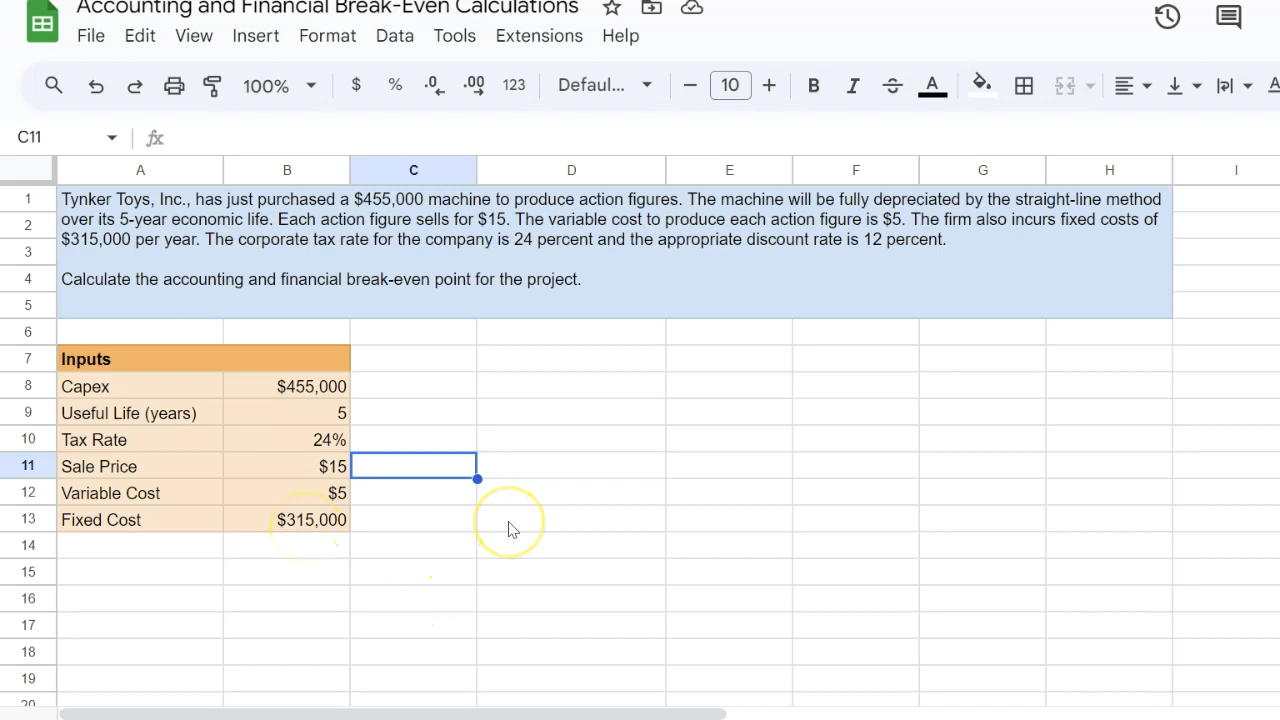 Accounting and Financial Break-Even Calculations
File Edit View Insert Format Data Tools Extensions Help
100% $ % .0 .00 123 Defaul... 10 B I A
C11 fx
A B C D E F G H I
1 Tynker Toys, Inc., has just purchased a $455,000 machine to produce action figures. The machine will be fully depreciated by the straight-line method
2 over its 5-year economic life. Each action figure sells for $15. The variable cost to produce each action figure is $5. The firm also incurs fixed costs of
3 $315,000 per year. The corporate tax rate for the company is 24 percent and the appropriate discount rate is 12 percent.
4 Calculate the accounting and financial break-even point for the project.
5
6
7 Inputs
8 Capex $455,000
9 Useful Life (years) 5
10 Tax Rate 24%
11 Sale Price $15
12 Variable Cost $5
13 Fixed Cost $315,000
14
15
16
17
18
19
20